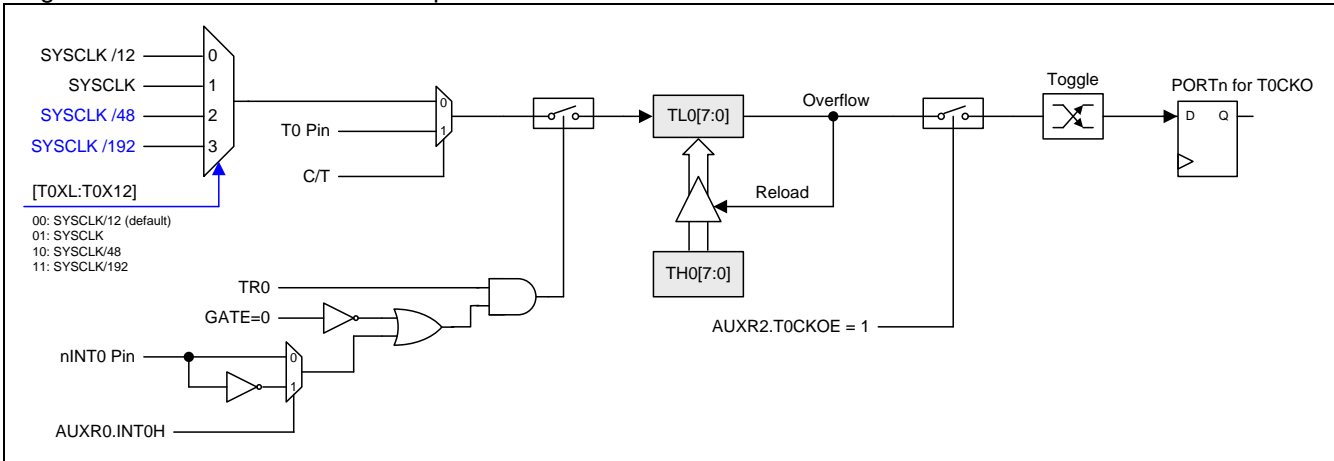 SYSCLK /12
0
SYSCLK
1
SYSCLK /48
2
SYSCLK /192
3
[T0XL:T0X12]
00: SYSCLK/12 (default)
01: SYSCLK
10: SYSCLK/48
11: SYSCLK/192
0
T0 Pin
1
C/T
TL0[7:0]
Overflow
Reload
TH0[7:0]
Toggle
PORTn for T0CKO
D Q
TR0
GATE=0
nINT0 Pin
0
1
AUXR0.INT0H
AUXR2.T0CKOE = 1